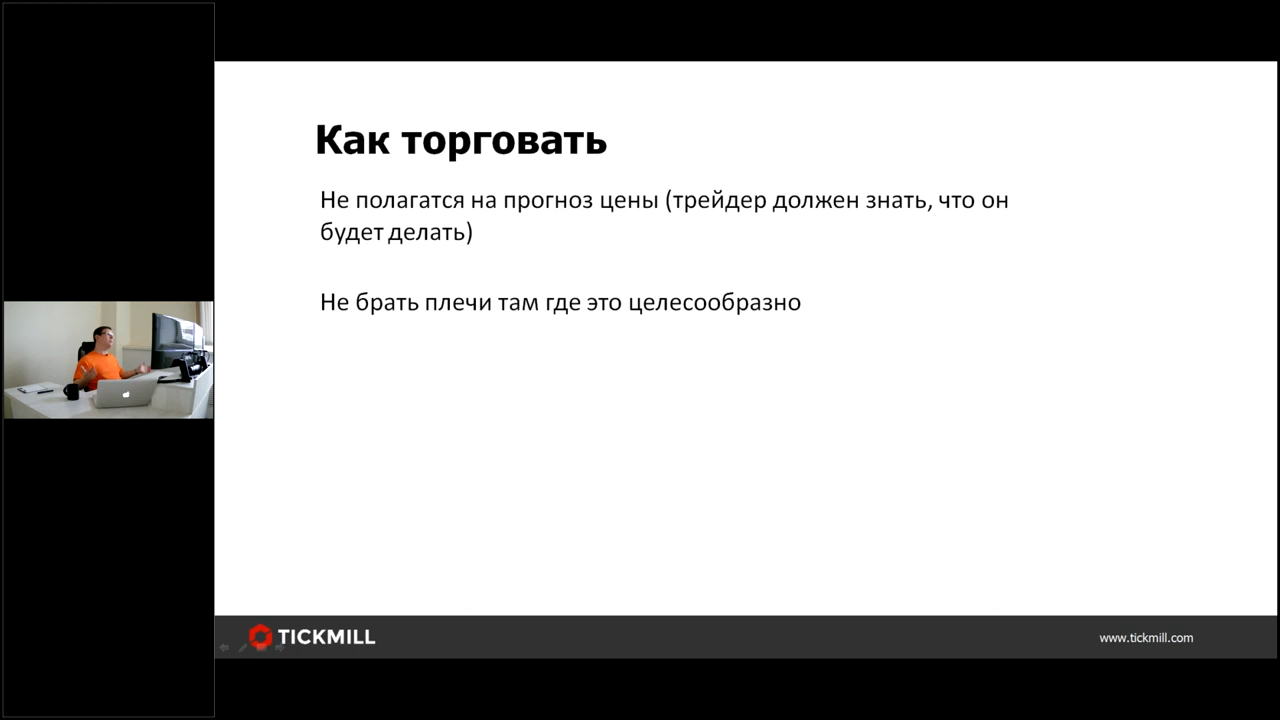 Как торговать
Не полагатся на прогноз цены (трейдер должен знать, что он
будет делать)
Не брать плечи там где это целесообразно
TICKMILL
www.tickmill.com